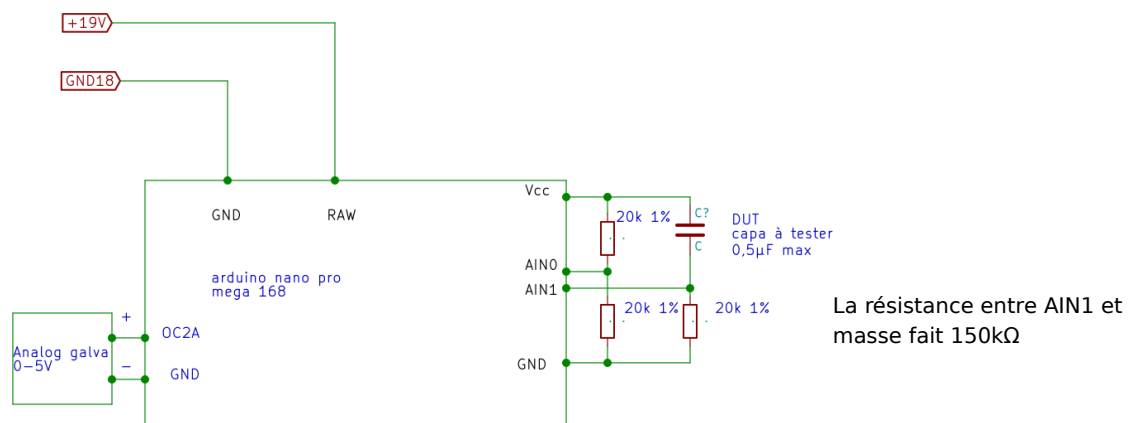 +19V
GND18
GND
RAW
arduino nano pro
mega 168
+
OC2A
Analog galva
0−5V
−
GND
Vcc
AIN0
AIN1
GND
20k 1%
C?
C
DUT
capa à tester
0,5µF max
20k 1%
20k 1%
La résistance entre AIN1 et
masse fait 150kΩ